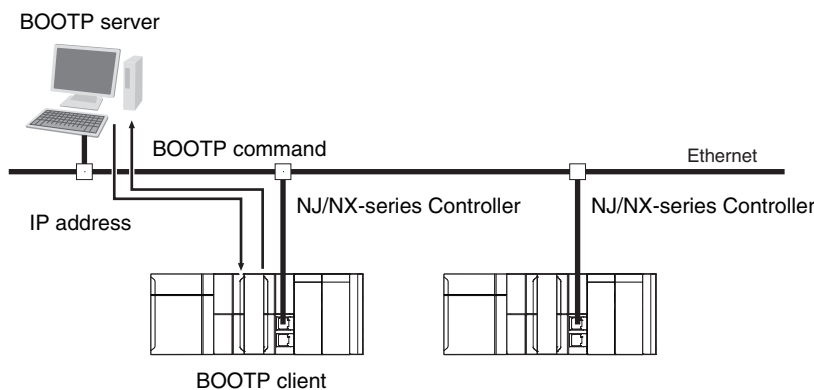 BOOTP server
BOOTP command
Ethernet
IP address
NJ/NX-series Controller
NJ/NX-series Controller
BOOTP client